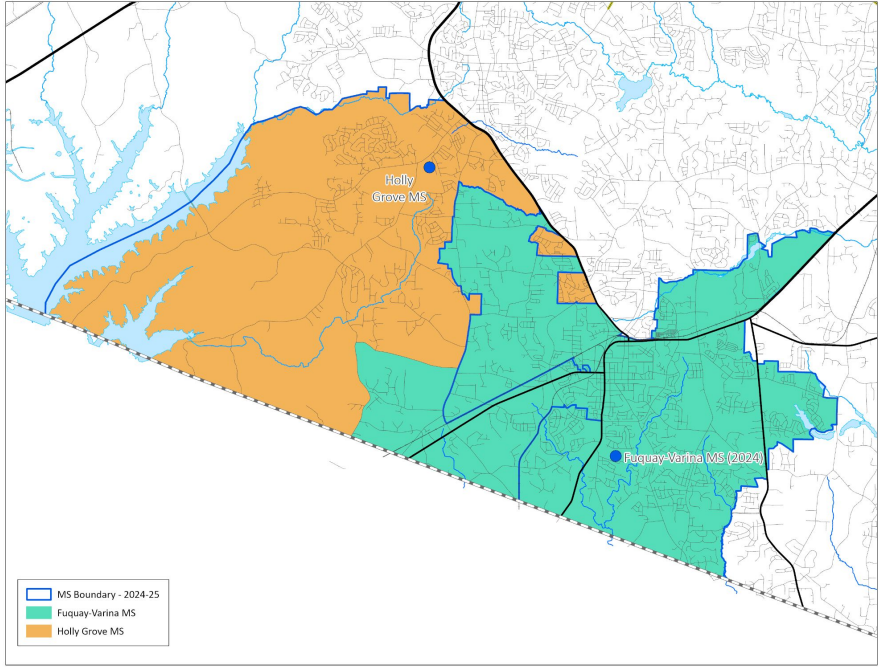 Holly
Grove MS
Fuquay-Varina MS (2024)
MS Boundary - 2024-25
Fuquay-Varina MS
Holly Grove MS